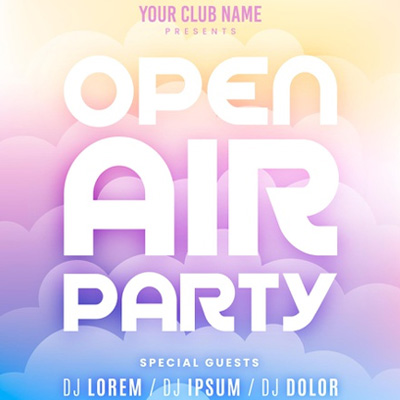 YOUR CLUB NAME
PRESENTS
OPEN
AIR
PARTY
SPECIAL GUESTS
DJ LOREM / DJ IPSUM / DJ DOLOR